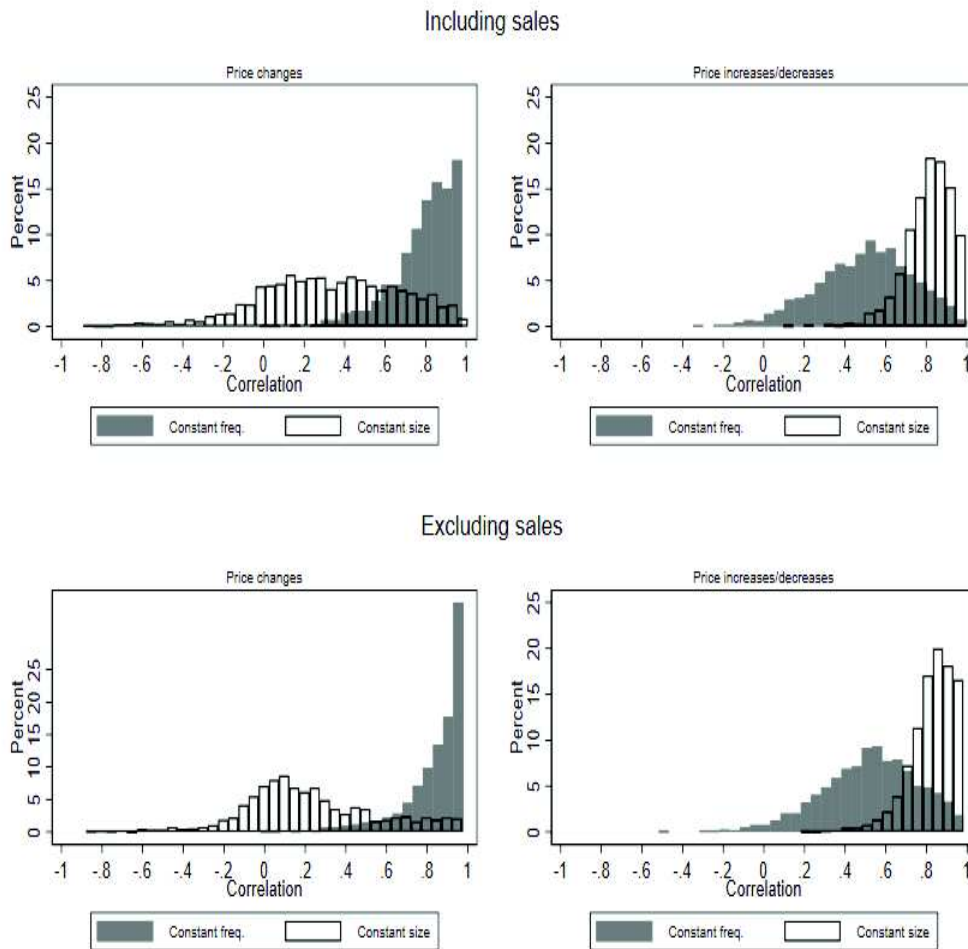 Including sales
Price changes
Price increases/decreases
25
20
15
10
5
0
Percent
-1 -.8 -.6 -.4 -.2 0 .2 .4 .6 .8 1
Correlation
Constant freq. Constant size
25
20
15
10
5
0
Percent
-1 -.8 -.6 -.4 -.2 0 .2 .4 .6 .8 1
Correlation
Constant freq. Constant size
Excluding sales
Price changes
Price increases/decreases
25
20
15
10
5
0
Percent
-1 -.8 -.6 -.4 -.2 0 .2 .4 .6 .8 1
Correlation
Constant freq. Constant size
25
20
15
10
5
0
Percent
-1 -.8 -.6 -.4 -.2 0 .2 .4 .6 .8 1
Correlation
Constant freq. Constant size